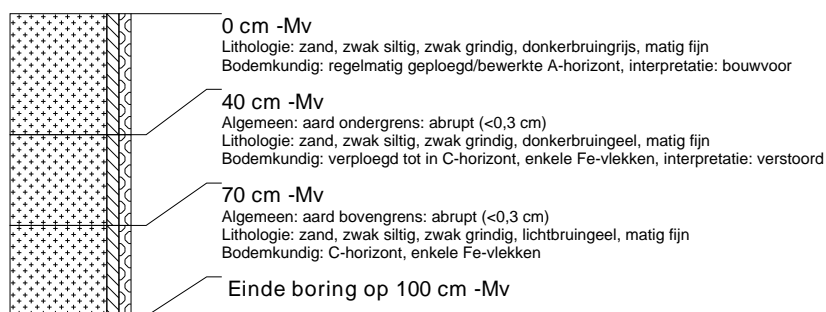 0 cm -Mv
Lithologie: zand, zwak siltig, zwak grindig, donkerbruingrijs, matig fijn
Bodemkundig: regelmatig geploegd/bewerkte A-horizont, interpretatie: bouwvoor
40 cm -Mv
Algemeen: aard ondergrens: abrupt (<0,3 cm)
Lithologie: zand, zwak siltig, zwak grindig, donkerbruingeel, matig fijn
Bodemkundig: verploegd tot in C-horizont, enkele Fe-vlekken, interpretatie: verstoord
70 cm -Mv
Algemeen: aard bovengrens: abrupt (<0,3 cm)
Lithologie: zand, zwak siltig, zwak grindig, lichtbruingeel, matig fijn
Bodemkundig: C-horizont, enkele Fe-vlekken
Einde boring op 100 cm -Mv